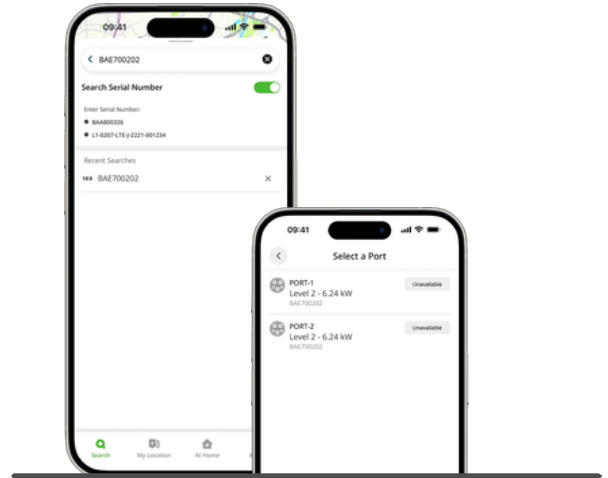 09:41
BAE700202
Search Serial Number
Enter Serial Number:
BAA800326
L1-0207-LTE-J-2221-001234
Recent Searches
123 BAE700202
Search
My Location
At Home
09:41
Select a Port
PORT-1
Unavailable
Level 2 - 6.24 kW
BAE700202
PORT-2
Unavailable
Level 2 - 6.24 kW
BAE700202